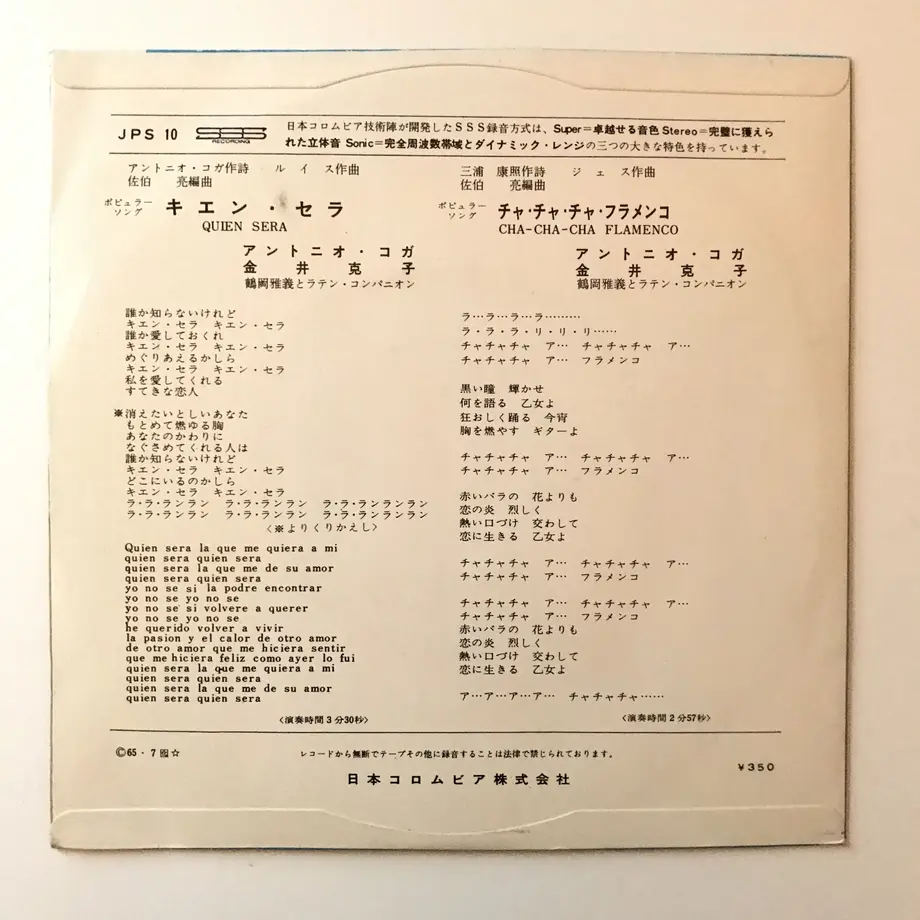 JPS 10
SSS
RECORDING
日本コロムビア技術陣が開発したSSS録音方式は、Super=卓越せる音色 Stereo=完璧に獲えら
れた立体音 Sonic=完全周波数帯域とダイナミック・レンジの三つの大きな特色を持っています。
アントニオ・コガ作詩 ルイス作曲
佐伯 亮編曲
ポピュラー
ソング
キエン・セラ
QUIEN SERA
アントニオ・コガ
金井克子
鶴岡雅義とラテン・コンパニオン
誰か知らないけれど
キエン・セラ キエン・セラ
誰か愛しておくれ
キエン・セラ キエン・セラ
めぐりあえるかしら
キエン・セラ キエン・セラ
私を愛してくれる
すてきな恋人
※消えたいとしいあなた
もとめて燃ゆる胸
あなたのかわりに
なぐさめてくれる人は
誰か知らないけれど
キエン・セラ キエン・セラ
どこにいるのかしら
キエン・セラ キエン・セラ
ラ・ラ・ランラン ラ・ラ・ランラン ラ・ラ・ランランラン
ラ・ラ・ランラン ラ・ラ・ランラン ラ・ラ・ランランラン
〈※よりくりかえし〉
Quien sera la que me quiera a mi
quien sera quien sera
quien sera la que me de su amor
quien sera quien sera
yo no se si la podre encontrar
yo no se yo no se
yo no se si volvere a querer
yo no se yo no se
he querido volver a vivir
la pasion y el calor de otro amor
de otro amor que me hiciera sentir
que me hiciera feliz como ayer lo fui
quien sera la que me quiera a mi
quien sera quien sera
quien sera la que me de su amor
quien sera quien sera
〈演奏時間3分30秒〉
三浦 康照作詩 ジェス作曲
佐伯 亮編曲
ポピュラー
ソング
チャ・チャ・チャ・フラメンコ
CHA-CHA-CHA FLAMENCO
アントニオ・コガ
金井克子
鶴岡雅義とラテン・コンパニオン
ラ…ラ…ラ…ラ………
ラ・ラ・ラ・リ・リ・リ……
チャチャチャ ア… チャチャチャ ア…
チャチャチャ ア… フラメンコ
黒い瞳 輝かせ
何を語る 乙女よ
狂おしく踊る 今宵
胸を燃やす ギターよ
チャチャチャ ア… チャチャチャ ア…
チャチャチャ ア… フラメンコ
赤いバラの 花よりも
恋の炎 烈しく
熱い口づけ 交わして
恋に生きる 乙女よ
チャチャチャ ア… チャチャチャ ア…
チャチャチャ ア… フラメンコ
チャチャチャ ア… チャチャチャ ア…
チャチャチャ ア… フラメンコ
赤いバラの 花よりも
恋の炎 烈しく
熱い口づけ 交わして
恋に生きる 乙女よ
ア…ア…ア…ア… チャチャチャ……
〈演奏時間2分57秒〉
©65・7 ☆
レコードから無断でテープその他に録音することは法律で禁じられております。
日本コロムビア株式会社
¥350